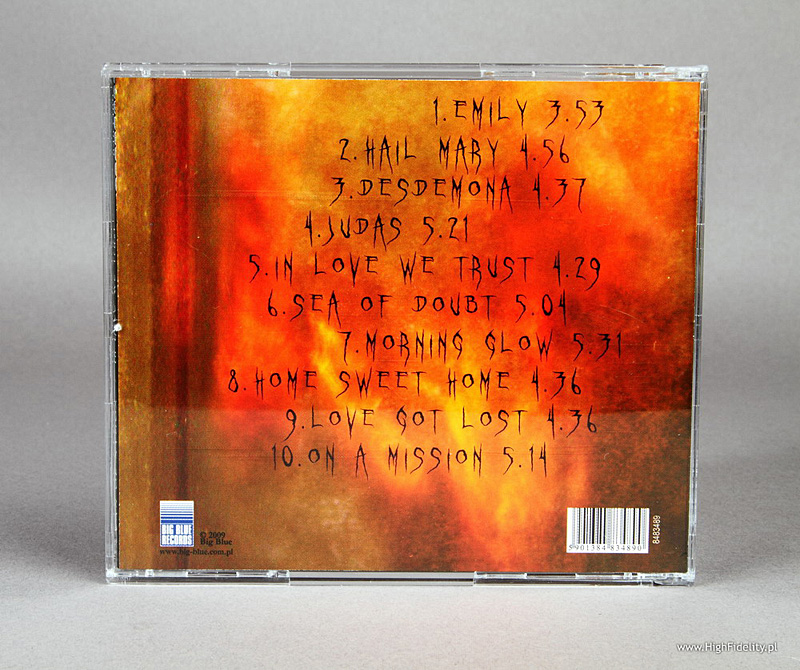 1. EMILY 3.53
2. HAIL MARY 4.56
3. DESDEMONA 4.37
4. JUDAS 5.21
5. IN LOVE WE TRUST 4.29
6. SEA OF DOUBT 5.04
7. MORNING GLOW 5.31
8. HOME SWEET HOME 4.36
9. LOVE GOT LOST 4.36
10. ON A MISSION 5.14
BIG BLUE
RECORDS
© 2009
Big Blue
www.big-blue.com.pl
5901384834890
8483489
www.HighFidelity.pl